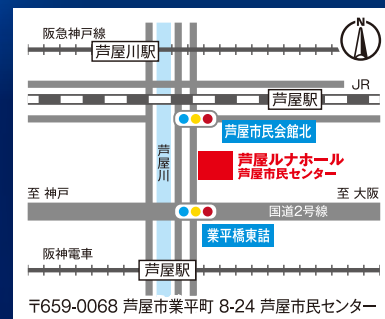 阪急神戸線
芦屋川駅
N
JR
芦屋駅
芦屋市民会館北
芦屋川
芦屋ルナホール
芦屋市民センター
至 神戸
至 大阪
国道2号線
業平橋東詰
阪神電車
芦屋駅
〒659-0068 芦屋市業平町 8-24 芦屋市民センター